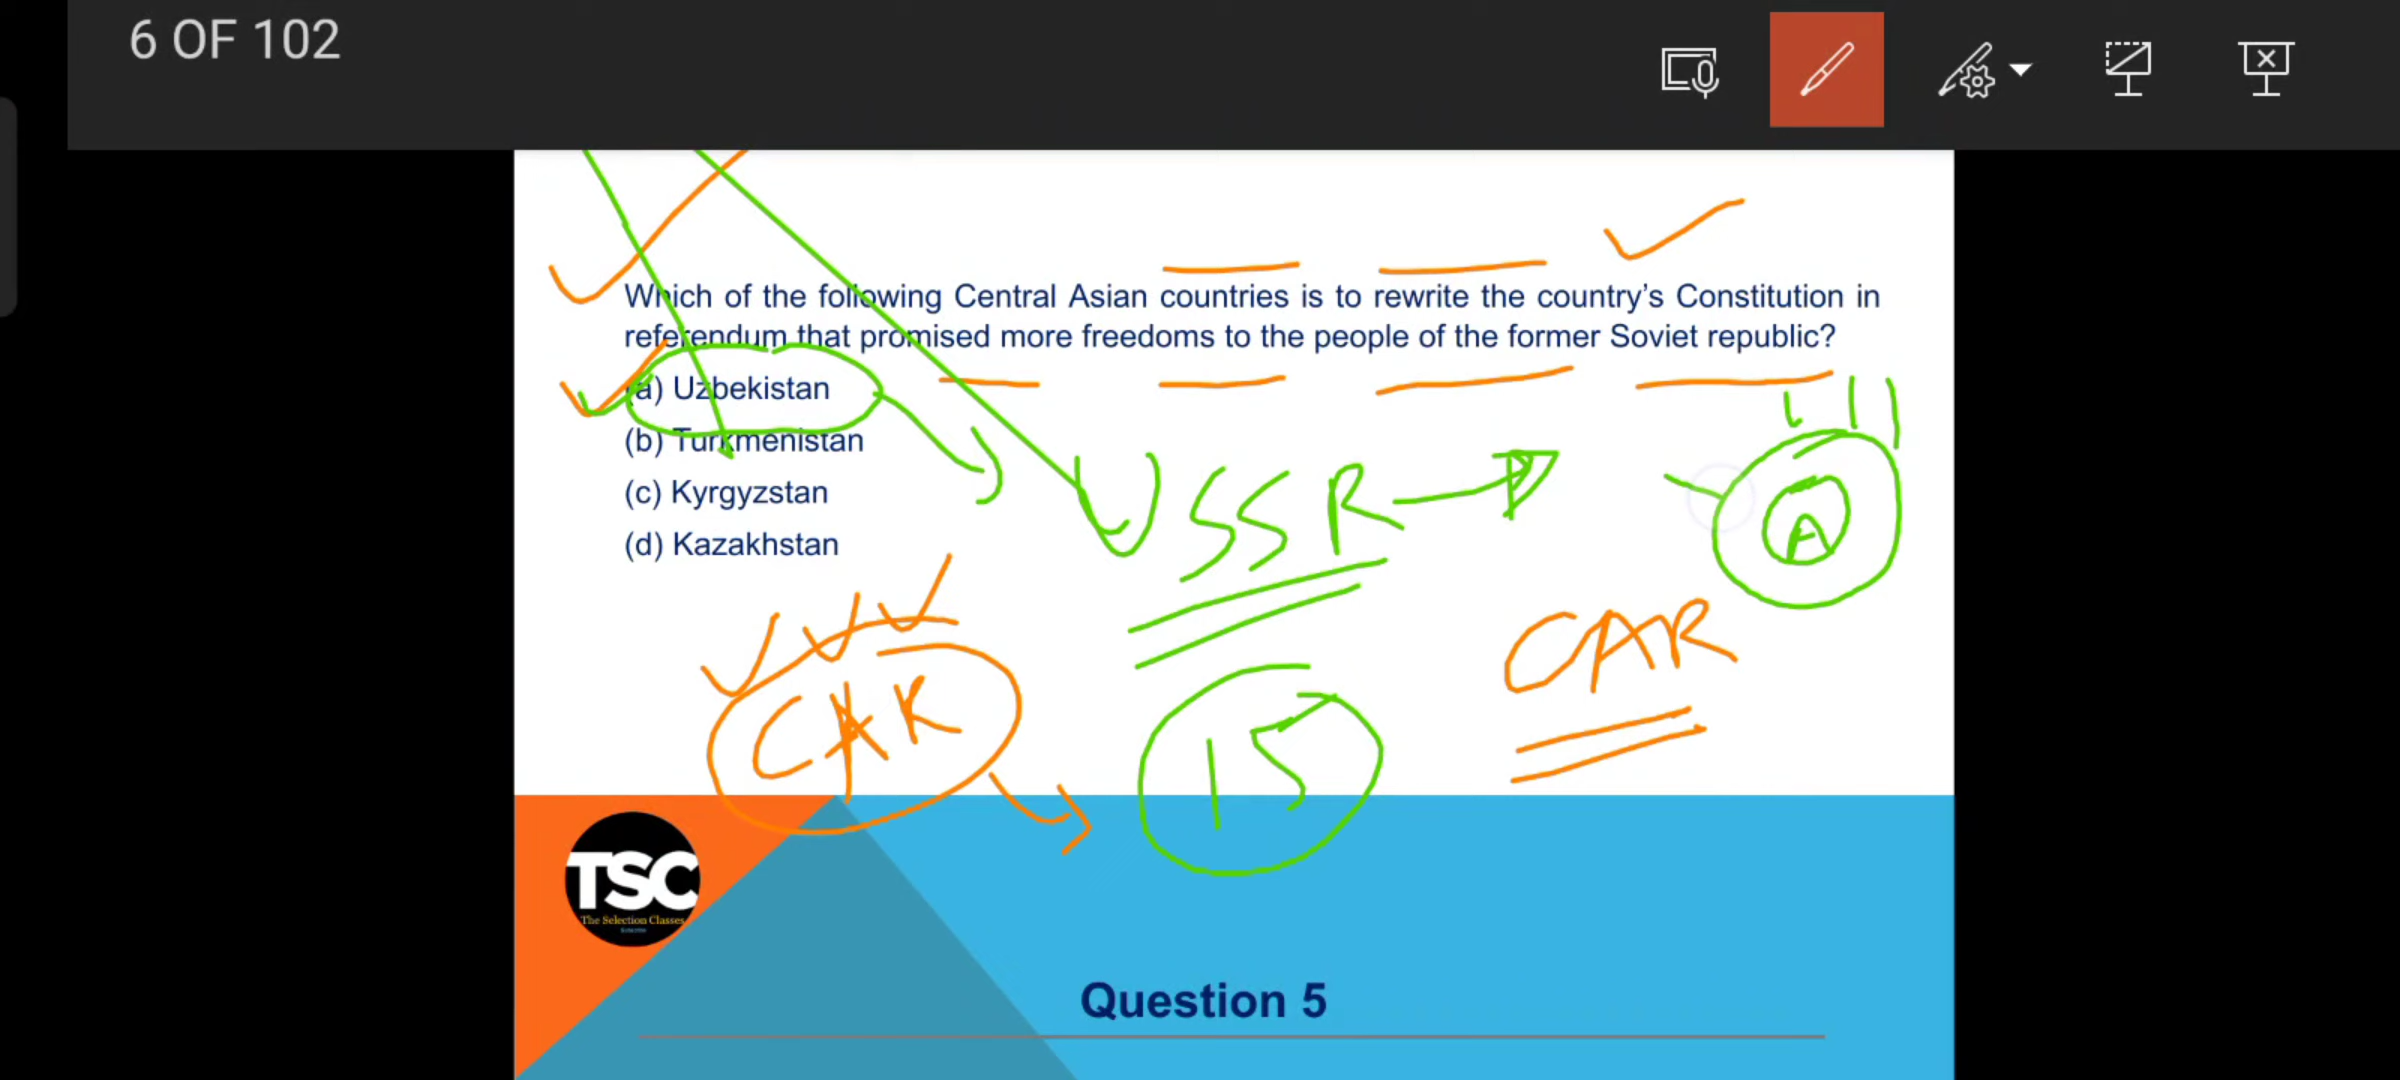 6 OF 102
Which of the following Central Asian countries is to rewrite the country's Constitution in
referendum that promised more freedoms to the people of the former Soviet republic?
(a) Uzbekistan
(b) Turkmenistan
(c) Kyrgyzstan
(d) Kazakhstan
USSR
A
CAR
CAR
15
TSC
The Selection Classes
Question 5